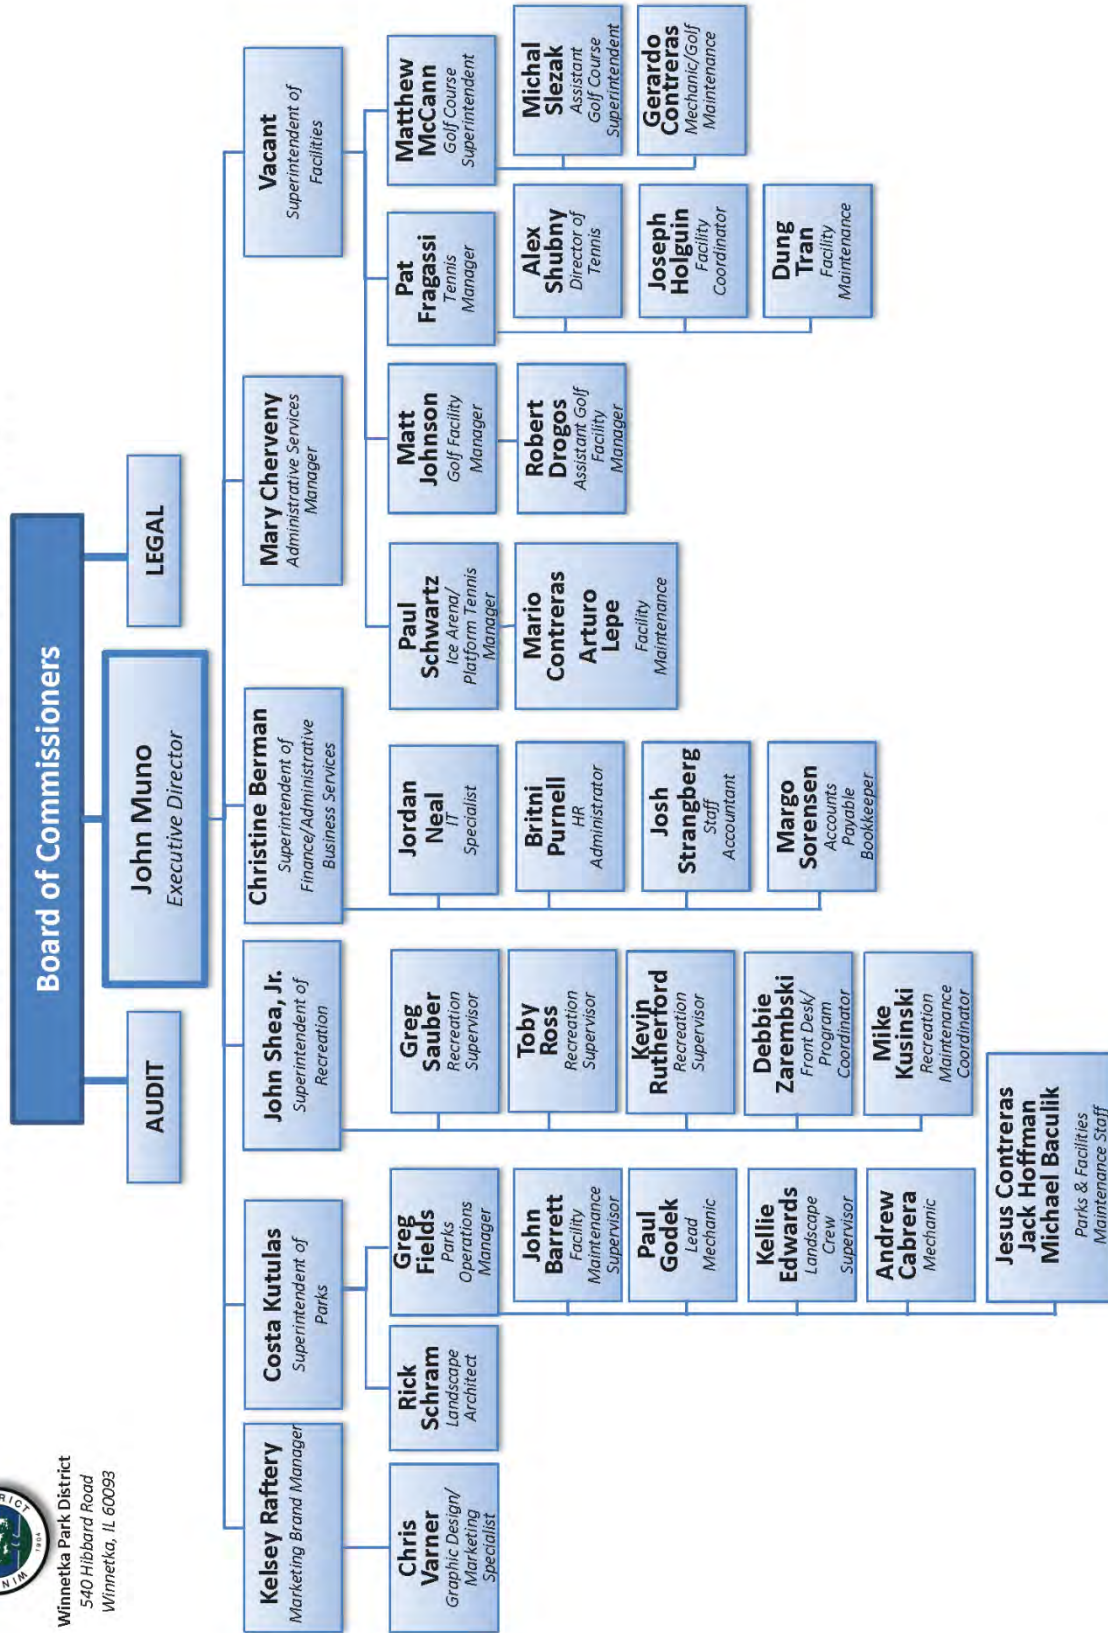 WIN
RICT
1904
Winnetka Park District
540 Hibbard Road
Winnetka, IL 60093
Board of Commissioners
AUDIT
John Muno
Executive Director
LEGAL
Kelsey Raftery
Marketing Brand Manager
Costa Kutulas
Superintendent of
Parks
John Shea, Jr.
Superintendent of
Recreation
Christine Berman
Superintendent of
Finance/Administrative
Business Services
Mary Cherveny
Administrative Services
Manager
Vacant
Superintendent of
Facilities
Chris
Varner
Graphic Design/
Marketing
Specialist
Rick
Schram
Landscape
Architect
Greg
Fields
Parks
Operations
Manager
John
Barrett
Facility
Maintenance
Supervisor
Paul
Godek
Lead
Mechanic
Kellie
Edwards
Landscape
Crew
Supervisor
Andrew
Cabrera
Mechanic
Jesus Contreras
Jack Hoffman
Michael Baculik
Parks & Facilities
Maintenance Staff
Greg
Sauber
Recreation
Supervisor
Toby
Ross
Recreation
Supervisor
Kevin
Rutherford
Recreation
Supervisor
Debbie
Zarembski
Front Desk/
Program
Coordinator
Mike
Kusinski
Recreation
Maintenance
Coordinator
Jordan
Neal
IT
Specialist
Britni
Purnell
HR
Administrator
Josh
Strangberg
Staff
Accountant
Margo
Sorensen
Accounts
Payable
Bookkeeper
Paul
Schwartz
Ice Arena/
Platform Tennis
Manager
Mario
Contreras
Arturo
Lepe
Facility
Maintenance
Matt
Johnson
Golf Facility
Manager
Robert
Drogos
Assistant Golf
Facility
Manager
Pat
Fragassi
Tennis
Manager
Alex
Shubny
Director of
Tennis
Joseph
Holguin
Facility
Coordinator
Dung
Tran
Facility
Maintenance
Matthew
McCann
Golf Course
Superintendent
Michal
Slezak
Assistant
Golf Course
Superintendent
Gerardo
Contreras
Mechanic/Golf
Maintenance